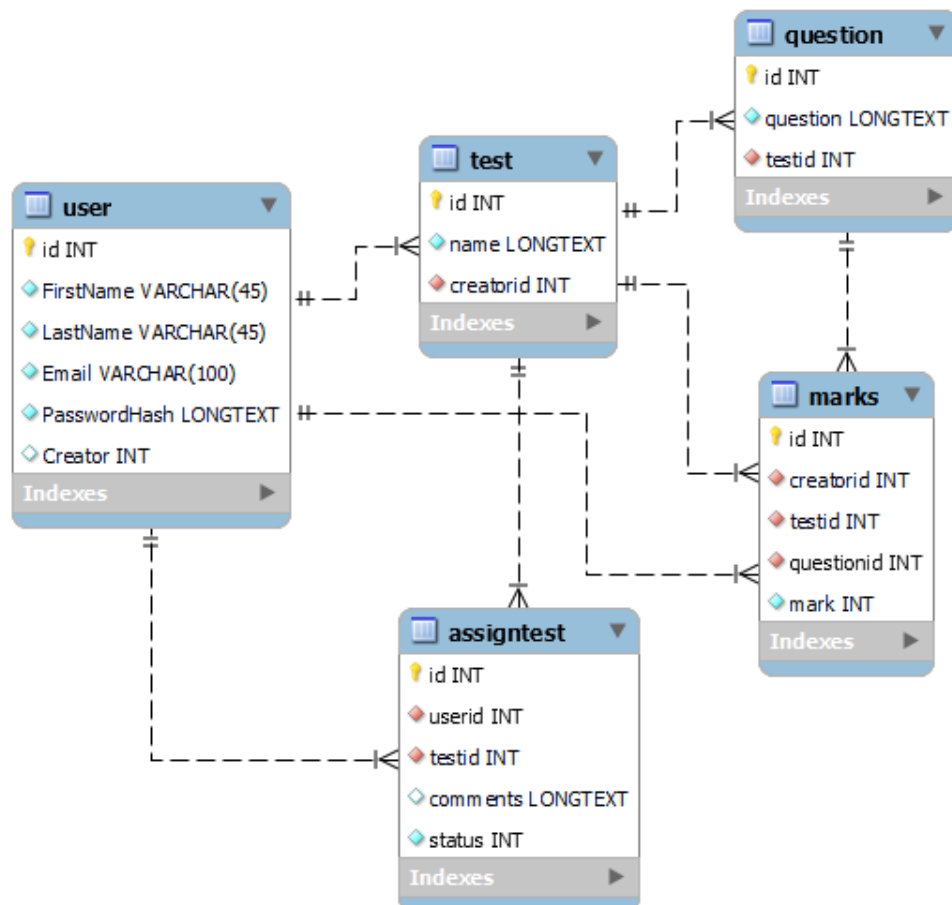 question
id INT
question LONGTEXT
testid INT
Indexes
test
id INT
name LONGTEXT
creatorid INT
Indexes
user
id INT
FirstName VARCHAR(45)
LastName VARCHAR(45)
Email VARCHAR(100)
PasswordHash LONGTEXT
Creator INT
Indexes
marks
id INT
creatorid INT
testid INT
questionid INT
mark INT
Indexes
assigntest
id INT
userid INT
testid INT
comments LONGTEXT
status INT
Indexes